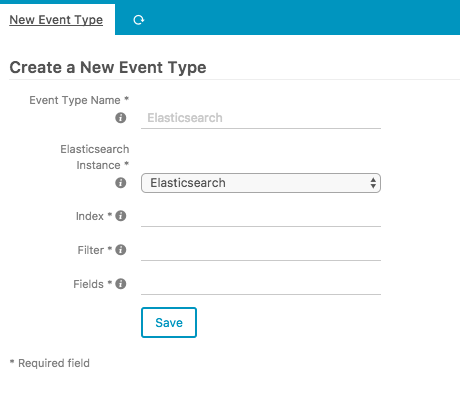 New Event Type
Create a New Event Type
Event Type Name *
Elasticsearch
Elasticsearch
Instance *
Elasticsearch
Index *
Filter *
Fields *
Save
* Required field